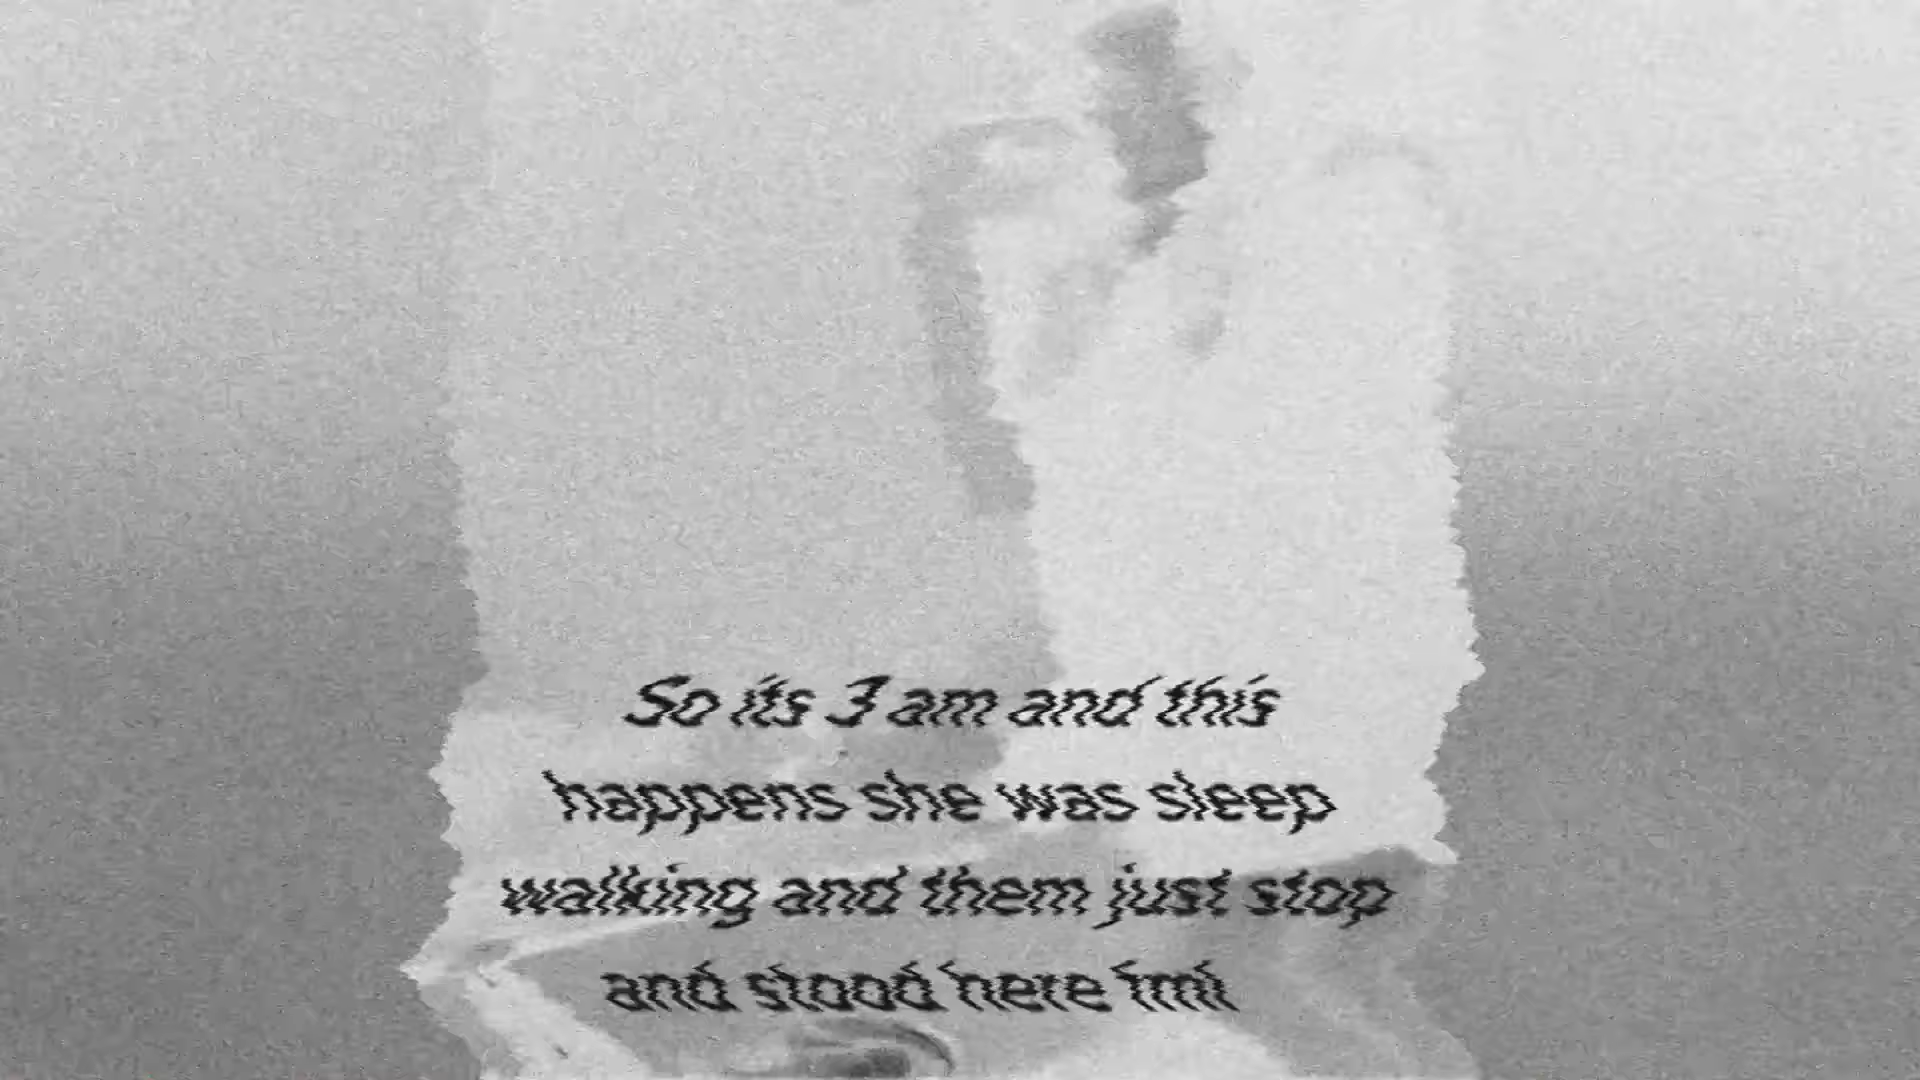 So its 3 am and this
happens she was sleep
walking and them just stop
and stood here fml